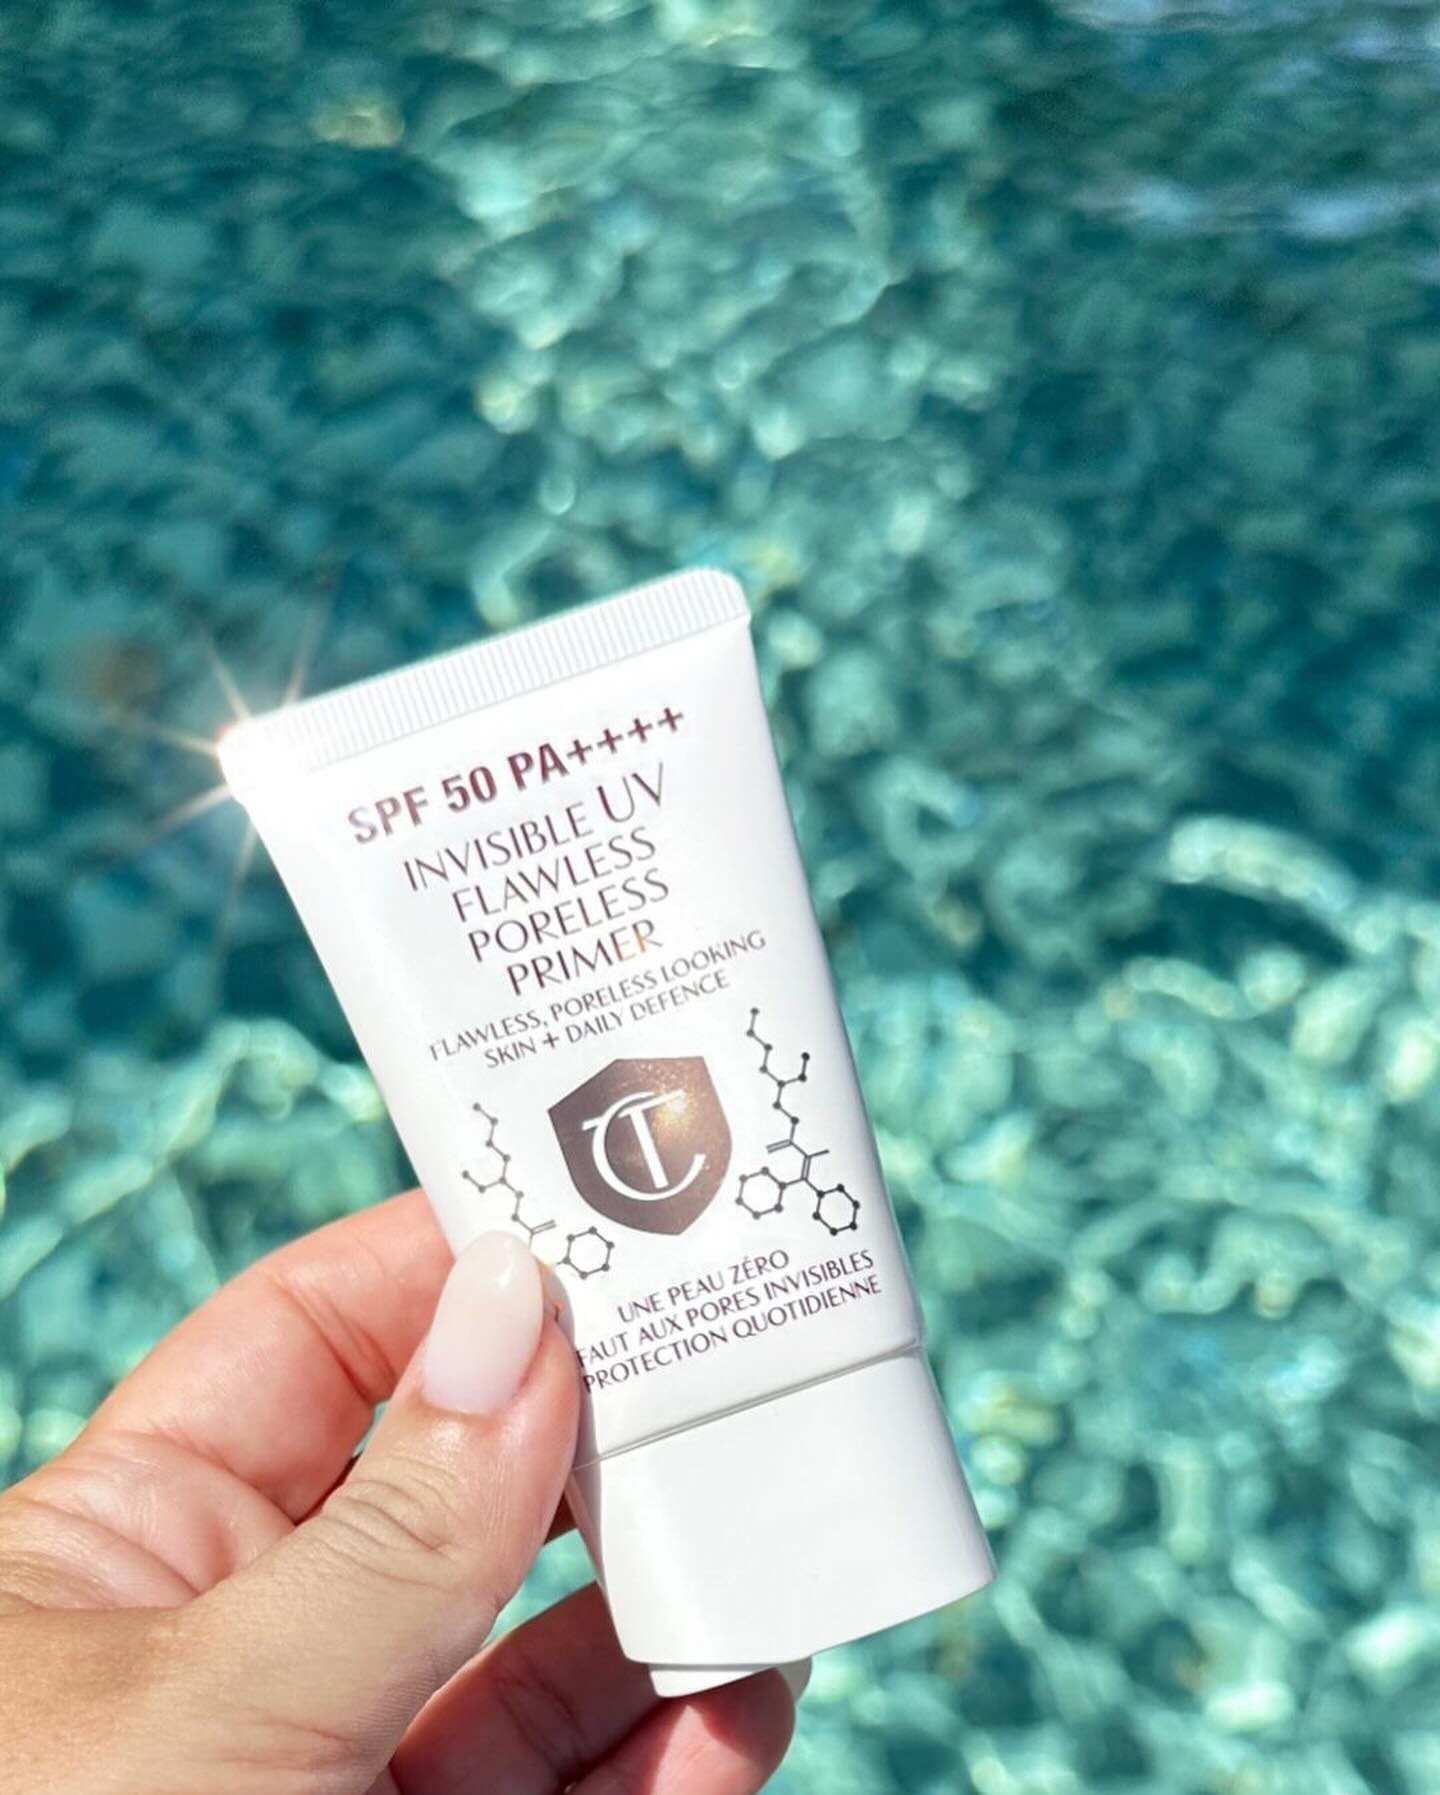 SPF 50 PA++++
INVISIBLE UV
FLAWLESS
PORELESS
PRIMER
FLAWLESS, PORELESS LOOKING
SKIN + DAILY DEFENCE
CT
UNE PEAU ZÉRO
FAUT AUX PORES INVISIBLES
PROTECTION QUOTIDIENNE